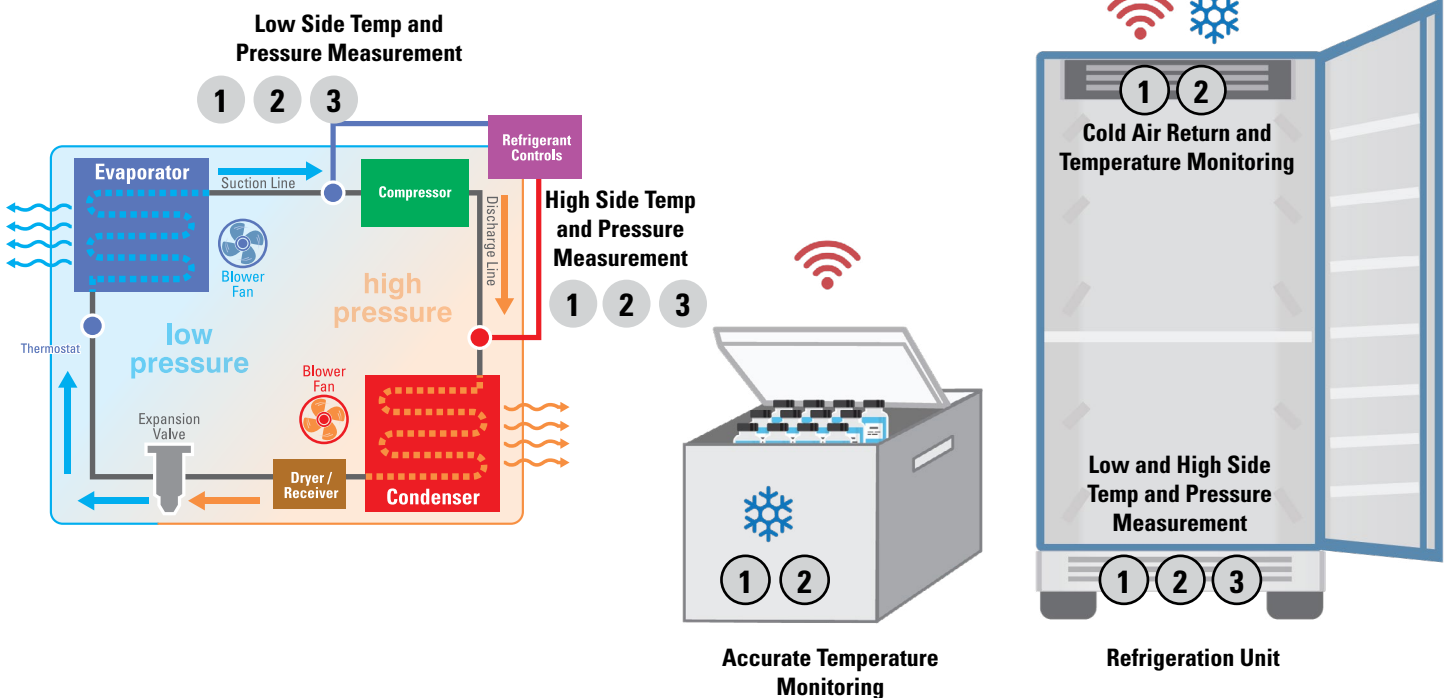 Low Side Temp and
Pressure Measurement
1 2 3
Refrigerant
Controls
Evaporator
Suction Line
Compressor
Blower
Fan
Discharge Line
High Side Temp
and Pressure
Measurement
1 2 3
high
pressure
low
pressure
Thermostat
Blower
Fan
Expansion
Valve
Dryer /
Receiver
Condenser
1 2
Accurate Temperature
Monitoring
1 2
Cold Air Return and
Temperature Monitoring
Low and High Side
Temp and Pressure
Measurement
1 2 3
Refrigeration Unit